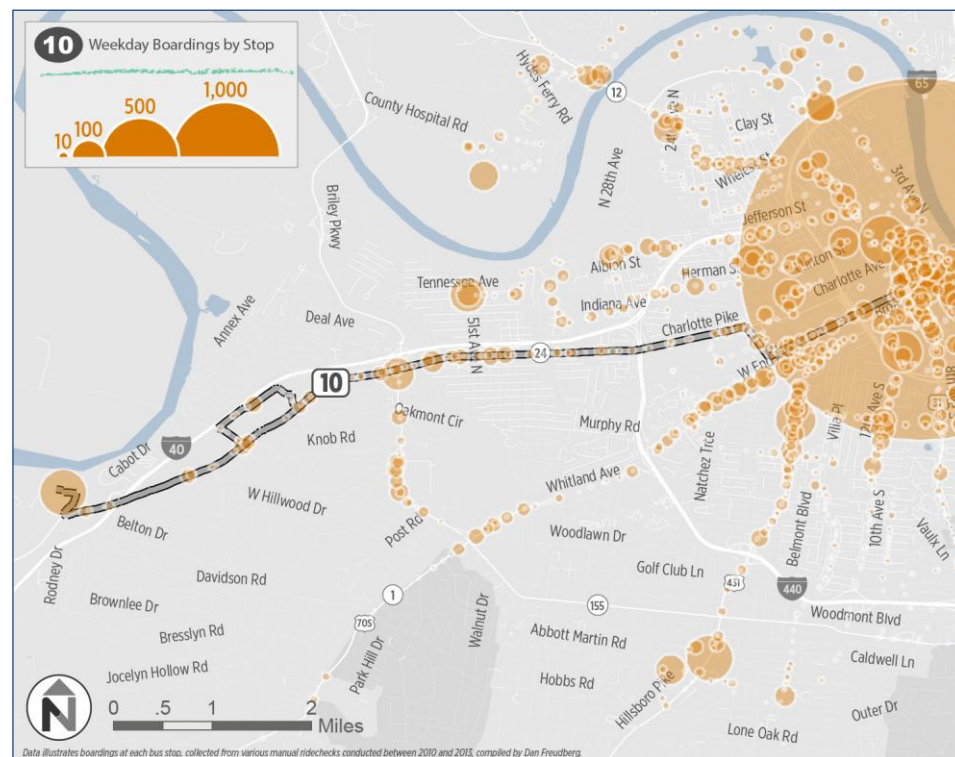 10 Weekday Boardings by Stop
10 100 500 1,000
Hydes Ferry Rd
12
65
County Hospital Rd
24th Ave N
Clay St
N 28th Ave
3rd Ave N
Briley Pkwy
Jefferson St
Albion St
Tennessee Ave
Herman St
Charlotte Ave
Annex Ave
Indiana Ave
Deal Ave
51st Ave N
Charlotte Pike
24
10
Oakmont Cir
Villa Pl
12th Ave S
Knob Rd
Murphy Rd
Cabot Dr
40
Natchez Trce
Whitland Ave
W Hillwood Dr
Belmont Blvd
10th Ave S
Post Rd
Belton Dr
Woodlawn Dr
Vaulx Ln
Rodney Dr
Golf Club Ln
Davidson Rd
431
440
Brownlee Dr
1
155
Woodmont Blvd
Walnut Dr
70S
Abbott Martin Rd
Bresslyn Rd
Park Hill Dr
Caldwell Ln
Jocelyn Hollow Rd
Hobbs Rd
Hillsboro Pike
Outer Dr
N
0 .5 1 2
Miles
Lone Oak Rd
Data illustrates boardings at each bus stop, collected from various manual ridechecks conducted between 2010 and 2013, compiled by Dan Freudberg.